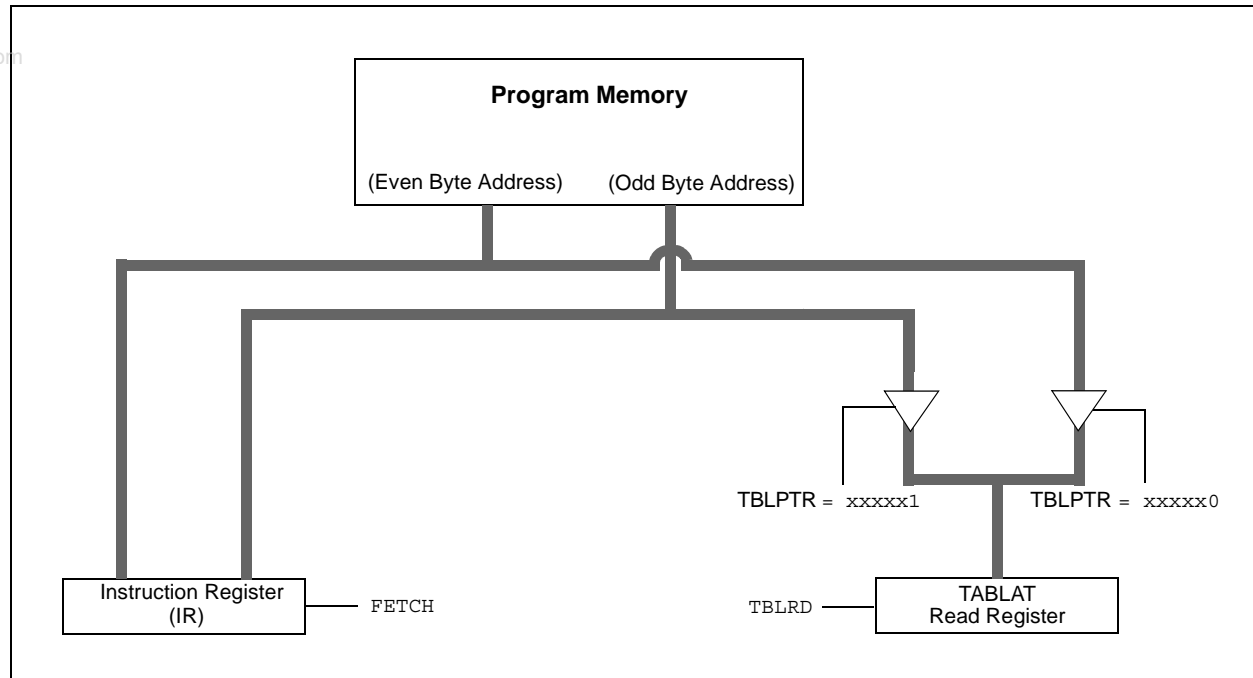 om
Program Memory
(Even Byte Address)
(Odd Byte Address)
TBLPTR = xxxxx1
TBLPTR = xxxxx0
Instruction Register
(IR)
FETCH
TBLRD
TABLAT
Read Register